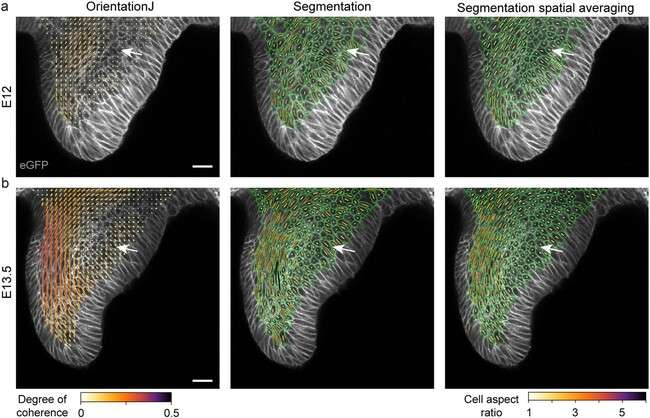 a
OrientationJ
Segmentation
Segmentation spatial averaging
E12
eGFP
b
E13.5
Degree of
coherence
0
0.5
Cell aspect
ratio
1
3
5